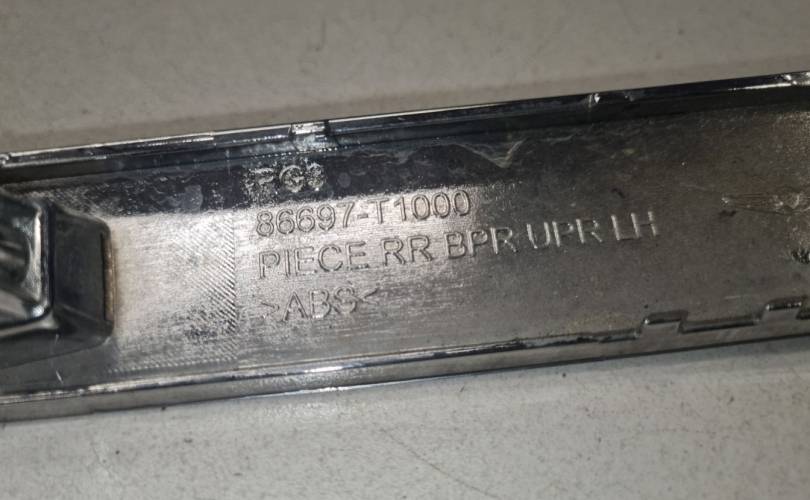 86697-T1000
PIECE RR BPR UPR LH
>ABS<